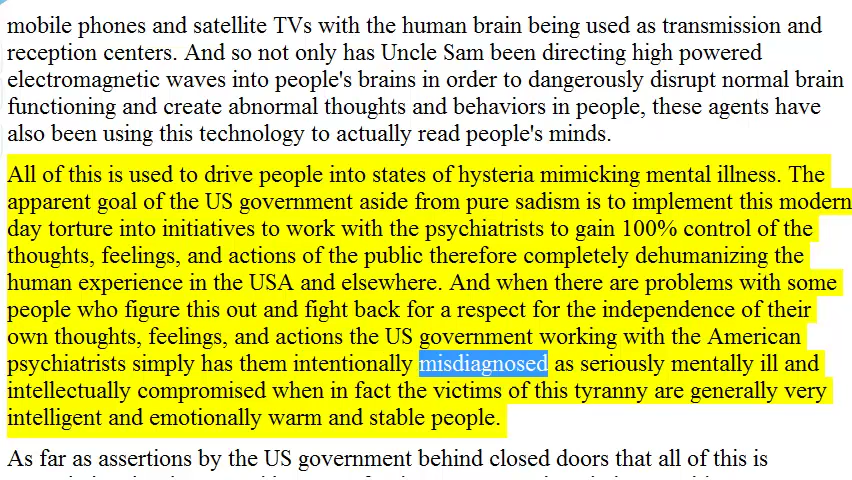 mobile phones and satellite TVs with the human brain being used as transmission and
reception centers. And so not only has Uncle Sam been directing high powered
electromagnetic waves into people's brains in order to dangerously disrupt normal brain
functioning and create abnormal thoughts and behaviors in people, these agents have
also been using this technology to actually read people's minds.
All of this is used to drive people into states of hysteria mimicking mental illness. The
apparent goal of the US government aside from pure sadism is to implement this modern
day torture into initiatives to work with the psychiatrists to gain 100% control of the
thoughts, feelings, and actions of the public therefore completely dehumanizing the
human experience in the USA and elsewhere. And when there are problems with some
people who figure this out and fight back for a respect for the independence of their
own thoughts, feelings, and actions the US government working with the American
psychiatrists simply has them intentionally misdiagnosed as seriously mentally ill and
intellectually compromised when in fact the victims of this tyranny are generally very
intelligent and emotionally warm and stable people.
As far as assertions by the US government behind closed doors that all of this is